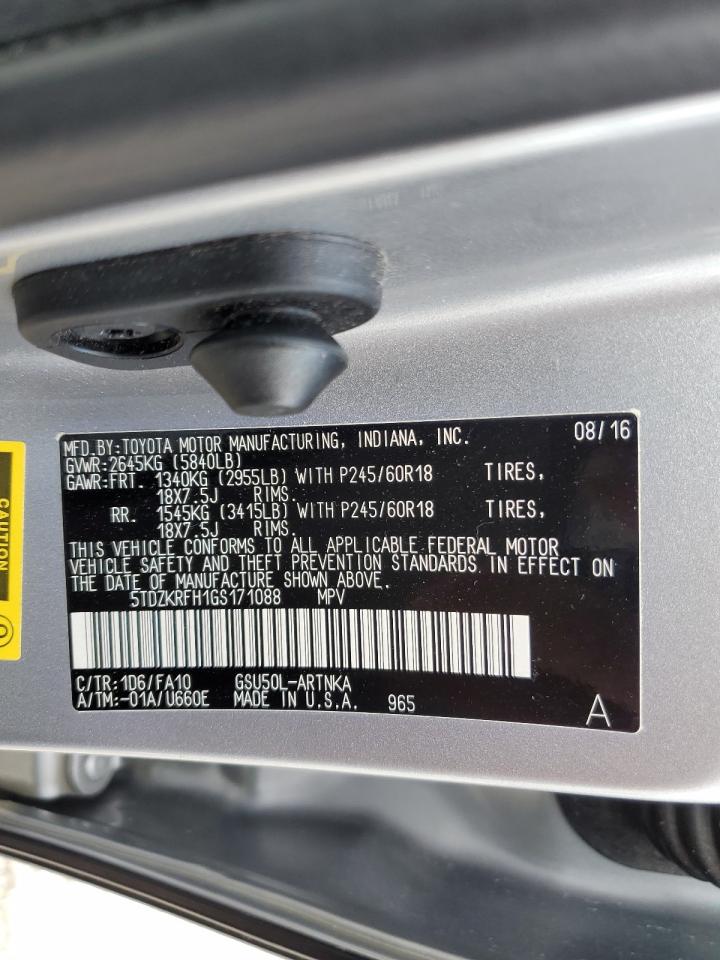 MFD.BY:TOYOTA MOTOR MANUFACTURING, INDIANA, INC. 08/16
GVWR:2645KG (5840LB)
GAWR:FRT. 1340KG (2955LB) WITH P245/60R18 TIRES,
18X7.5J RIMS.
RR. 1545KG (3415LB) WITH P245/60R18 TIRES,
18X7.5J RIMS.
THIS VEHICLE CONFORMS TO ALL APPLICABLE FEDERAL MOTOR
VEHICLE SAFETY AND THEFT PREVENTION STANDARDS IN EFFECT ON
THE DATE OF MANUFACTURE SHOWN ABOVE.
5TDZKRFH1GS171088 MPV
C/TR:1D6/FA10 GSU50L-ARTNKA
A/TM:-01A/U660E MADE IN U.S.A. 965 A
CAUTION